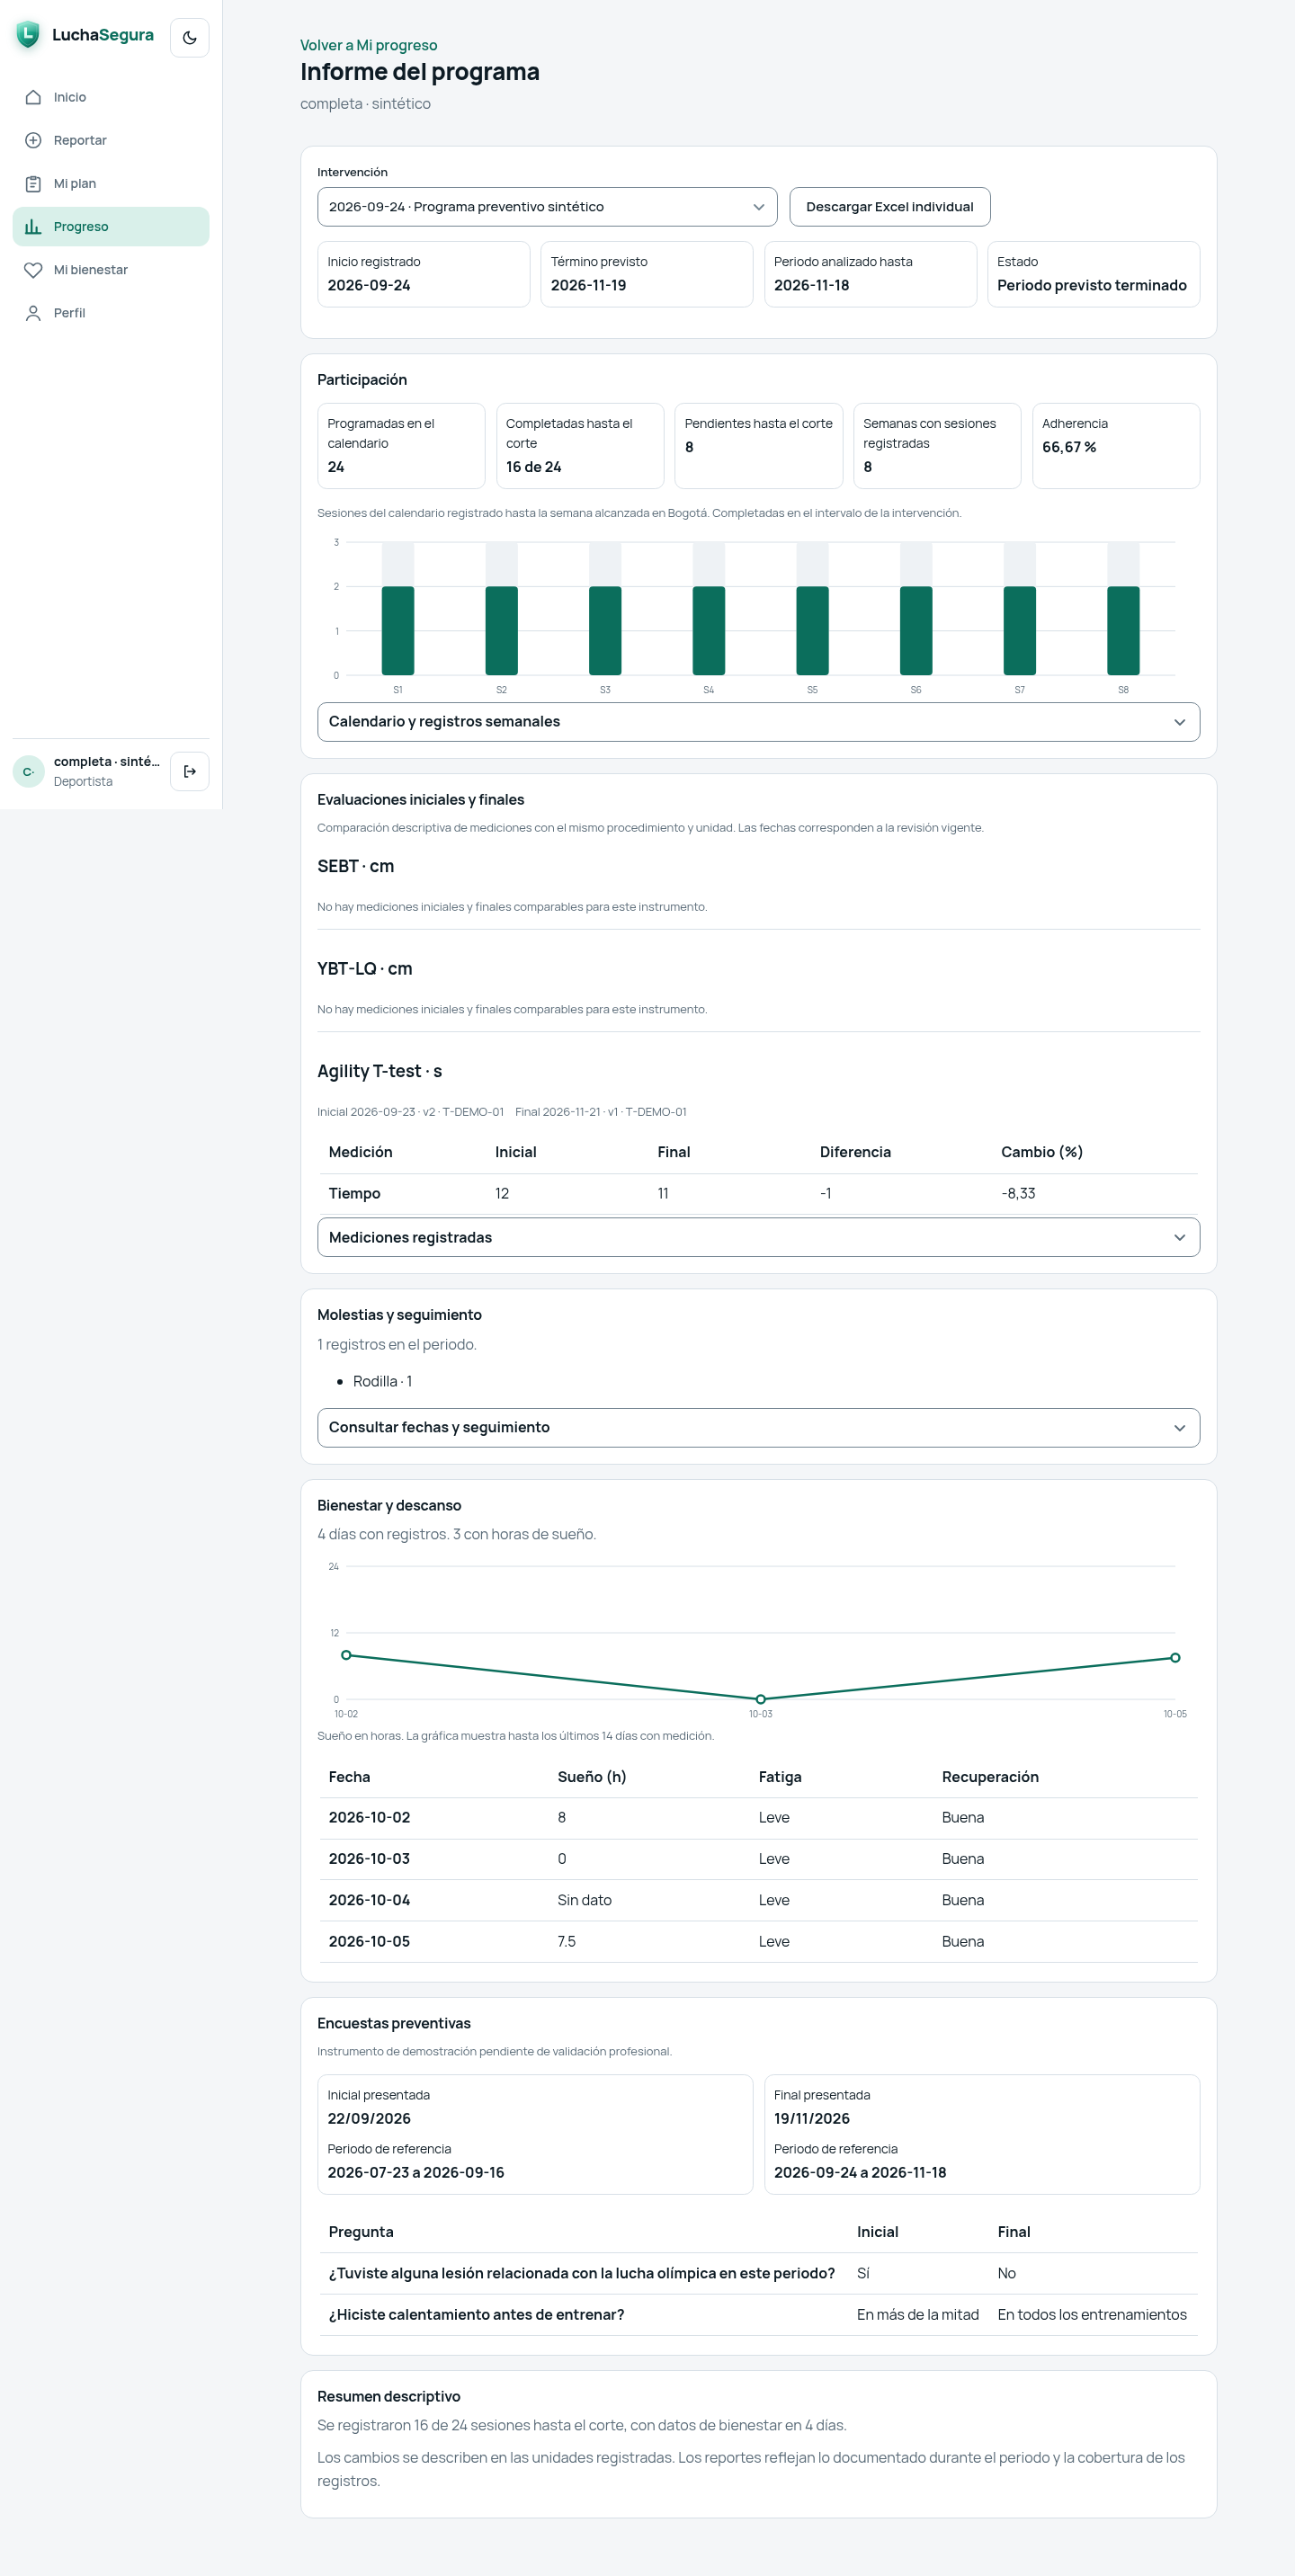 LuchaSegura
Inicio
Reportar
Mi plan
Progreso
Mi bienestar
Perfil
C·
completa · sinté…
Deportista
Volver a Mi progreso
Informe del programa
completa · sintético
Intervención
2026-09-24 · Programa preventivo sintético
Descargar Excel individual
Inicio registrado
2026-09-24
Término previsto
2026-11-19
Periodo analizado hasta
2026-11-18
Estado
Periodo previsto terminado
Participación
Programadas en el
calendario
24
Completadas hasta el
corte
16 de 24
Pendientes hasta el corte
8
Semanas con sesiones
registradas
8
Adherencia
66,67 %
Sesiones del calendario registrado hasta la semana alcanzada en Bogotá. Completadas en el intervalo de la intervención.
3
2
1
0
S1 S2 S3 S4 S5 S6 S7 S8
Calendario y registros semanales
Evaluaciones iniciales y finales
Comparación descriptiva de mediciones con el mismo procedimiento y unidad. Las fechas corresponden a la revisión vigente.
SEBT · cm
No hay mediciones iniciales y finales comparables para este instrumento.
YBT-LQ · cm
No hay mediciones iniciales y finales comparables para este instrumento.
Agility T-test · s
Inicial 2026-09-23 · v2 · T-DEMO-01 Final 2026-11-21 · v1 · T-DEMO-01
Medición Inicial Final Diferencia Cambio (%)
Tiempo 12 11 -1 -8,33
Mediciones registradas
Molestias y seguimiento
1 registros en el periodo.
• Rodilla · 1
Consultar fechas y seguimiento
Bienestar y descanso
4 días con registros. 3 con horas de sueño.
24
12
0
10-02 10-03 10-05
Sueño en horas. La gráfica muestra hasta los últimos 14 días con medición.
Fecha Sueño (h) Fatiga Recuperación
2026-10-02 8 Leve Buena
2026-10-03 0 Leve Buena
2026-10-04 Sin dato Leve Buena
2026-10-05 7.5 Leve Buena
Encuestas preventivas
Instrumento de demostración pendiente de validación profesional.
Inicial presentada
22/09/2026
Periodo de referencia
2026-07-23 a 2026-09-16
Final presentada
19/11/2026
Periodo de referencia
2026-09-24 a 2026-11-18
Pregunta Inicial Final
¿Tuviste alguna lesión relacionada con la lucha olímpica en este periodo? Sí No
¿Hiciste calentamiento antes de entrenar? En más de la mitad En todos los entrenamientos
Resumen descriptivo
Se registraron 16 de 24 sesiones hasta el corte, con datos de bienestar en 4 días.
Los cambios se describen en las unidades registradas. Los reportes reflejan lo documentado durante el periodo y la cobertura de los
registros.